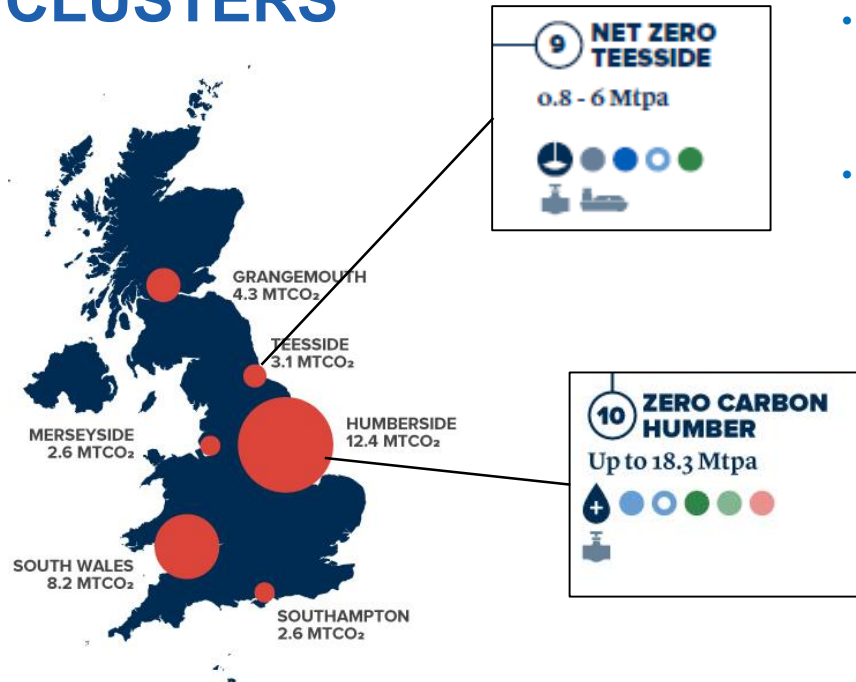 CLUSTERS
9 NET ZERO
TEESSIDE
0.8 - 6 Mtpa
GRANGEMOUTH
4.3 MTCO₂
TEESSIDE
3.1 MTCO₂
HUMBERSIDE
12.4 MTCO₂
MERSEYSIDE
2.6 MTCO₂
10 ZERO CARBON
HUMBER
Up to 18.3 Mtpa
SOUTH WALES
8.2 MTCO₂
SOUTHAMPTON
2.6 MTCO₂